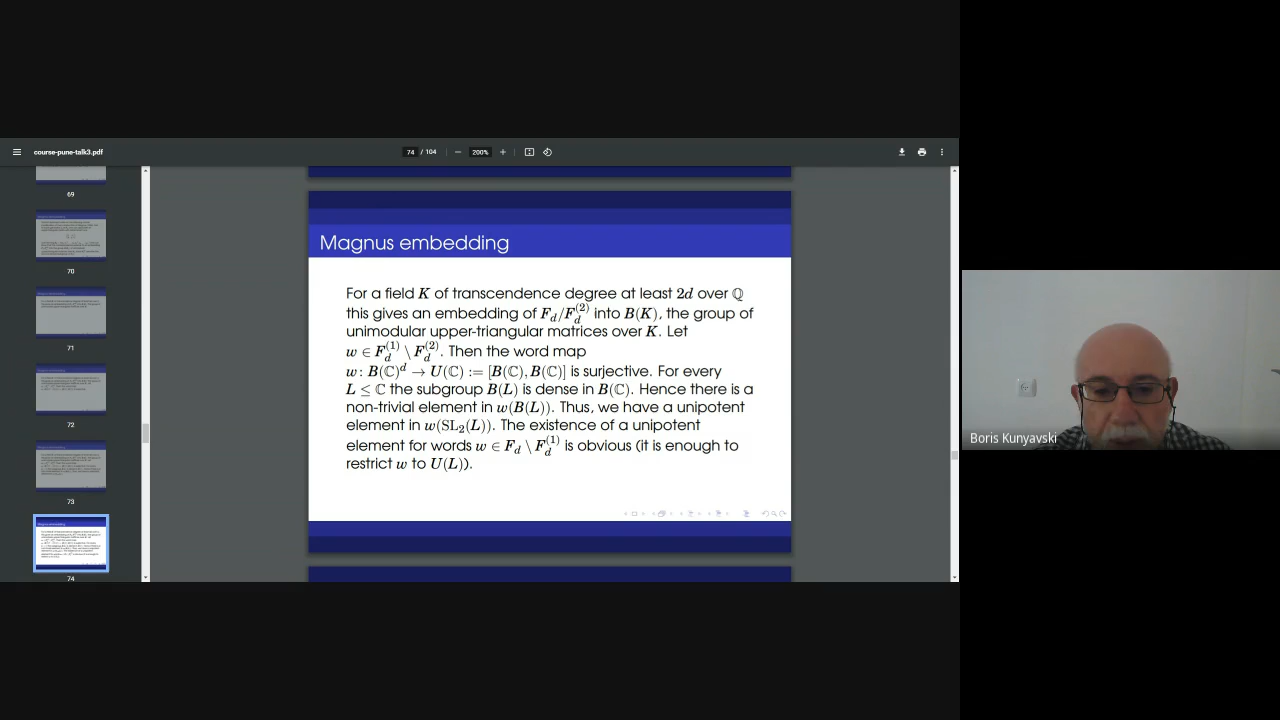 course-pune-talk3.pdf
74 / 104
200%
69
70
71
72
73
74
Magnus embedding
For a field K of transcendence degree at least 2d over ℚ
this gives an embedding of F_d/F_d^{(2)} into B(K), the group of
unimodular upper-triangular matrices over K. Let
w ∈ F_d^{(1)} \ F_d^{(2)}. Then the word map
w: B(ℂ)^d → U(ℂ) := [B(ℂ), B(ℂ)] is surjective. For every
L ≤ ℂ the subgroup B(L) is dense in B(ℂ). Hence there is a
non-trivial element in w(B(L)). Thus, we have a unipotent
element in w(SL_2(L)). The existence of a unipotent
element for words w ∈ F_d \ F_d^{(1)} is obvious (it is enough to
restrict w to U(L)).
Boris Kunyavski